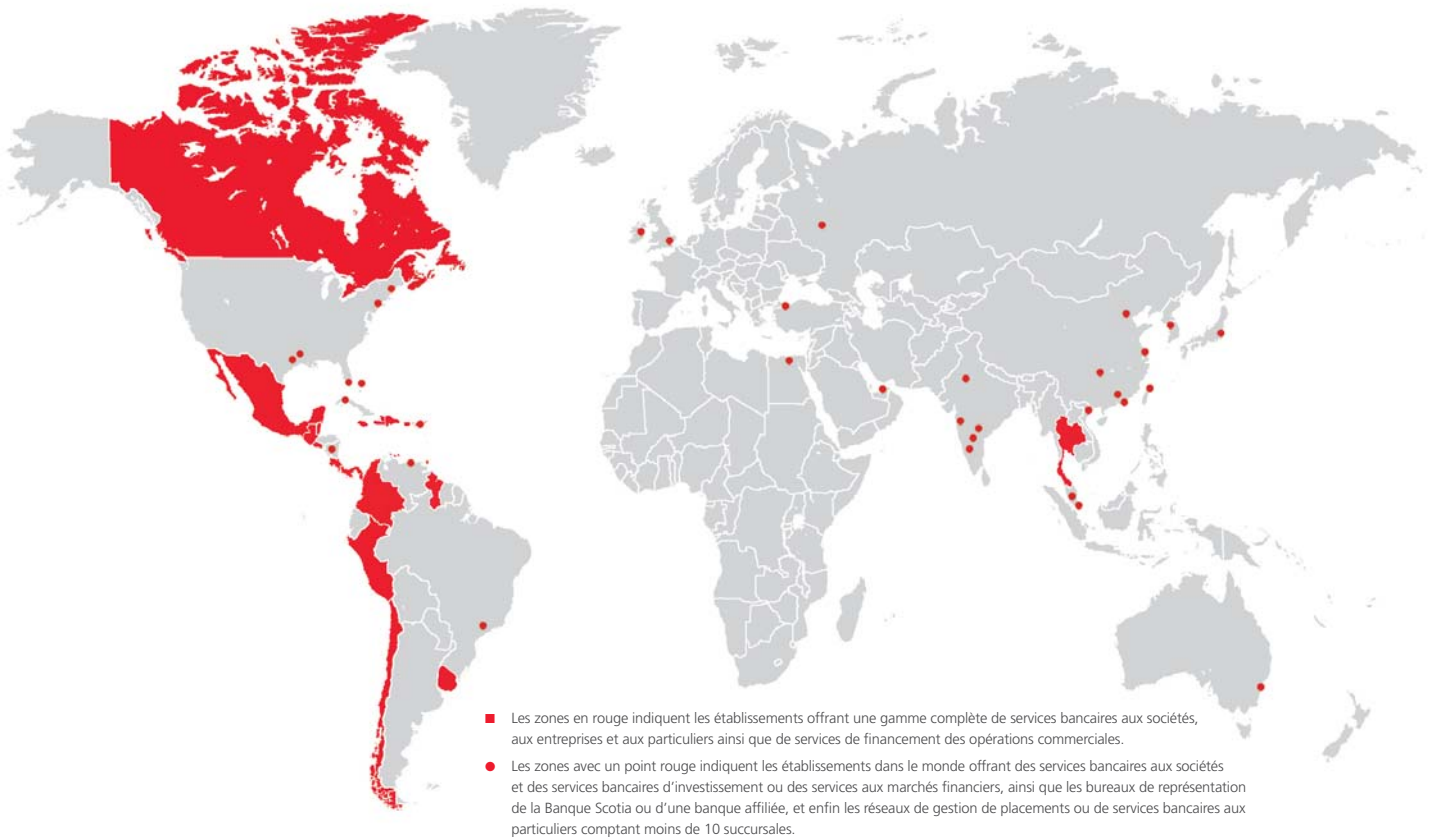 Les zones en rouge indiquent les établissements offrant une gamme complète de services bancaires aux sociétés,
aux entreprises et aux particuliers ainsi que de services de financement des opérations commerciales.
Les zones avec un point rouge indiquent les établissements dans le monde offrant des services bancaires aux sociétés
et des services bancaires d’investissement ou des services aux marchés financiers, ainsi que les bureaux de représentation
de la Banque Scotia ou d’une banque affiliée, et enfin les réseaux de gestion de placements ou de services bancaires aux
particuliers comptant moins de 10 succursales.